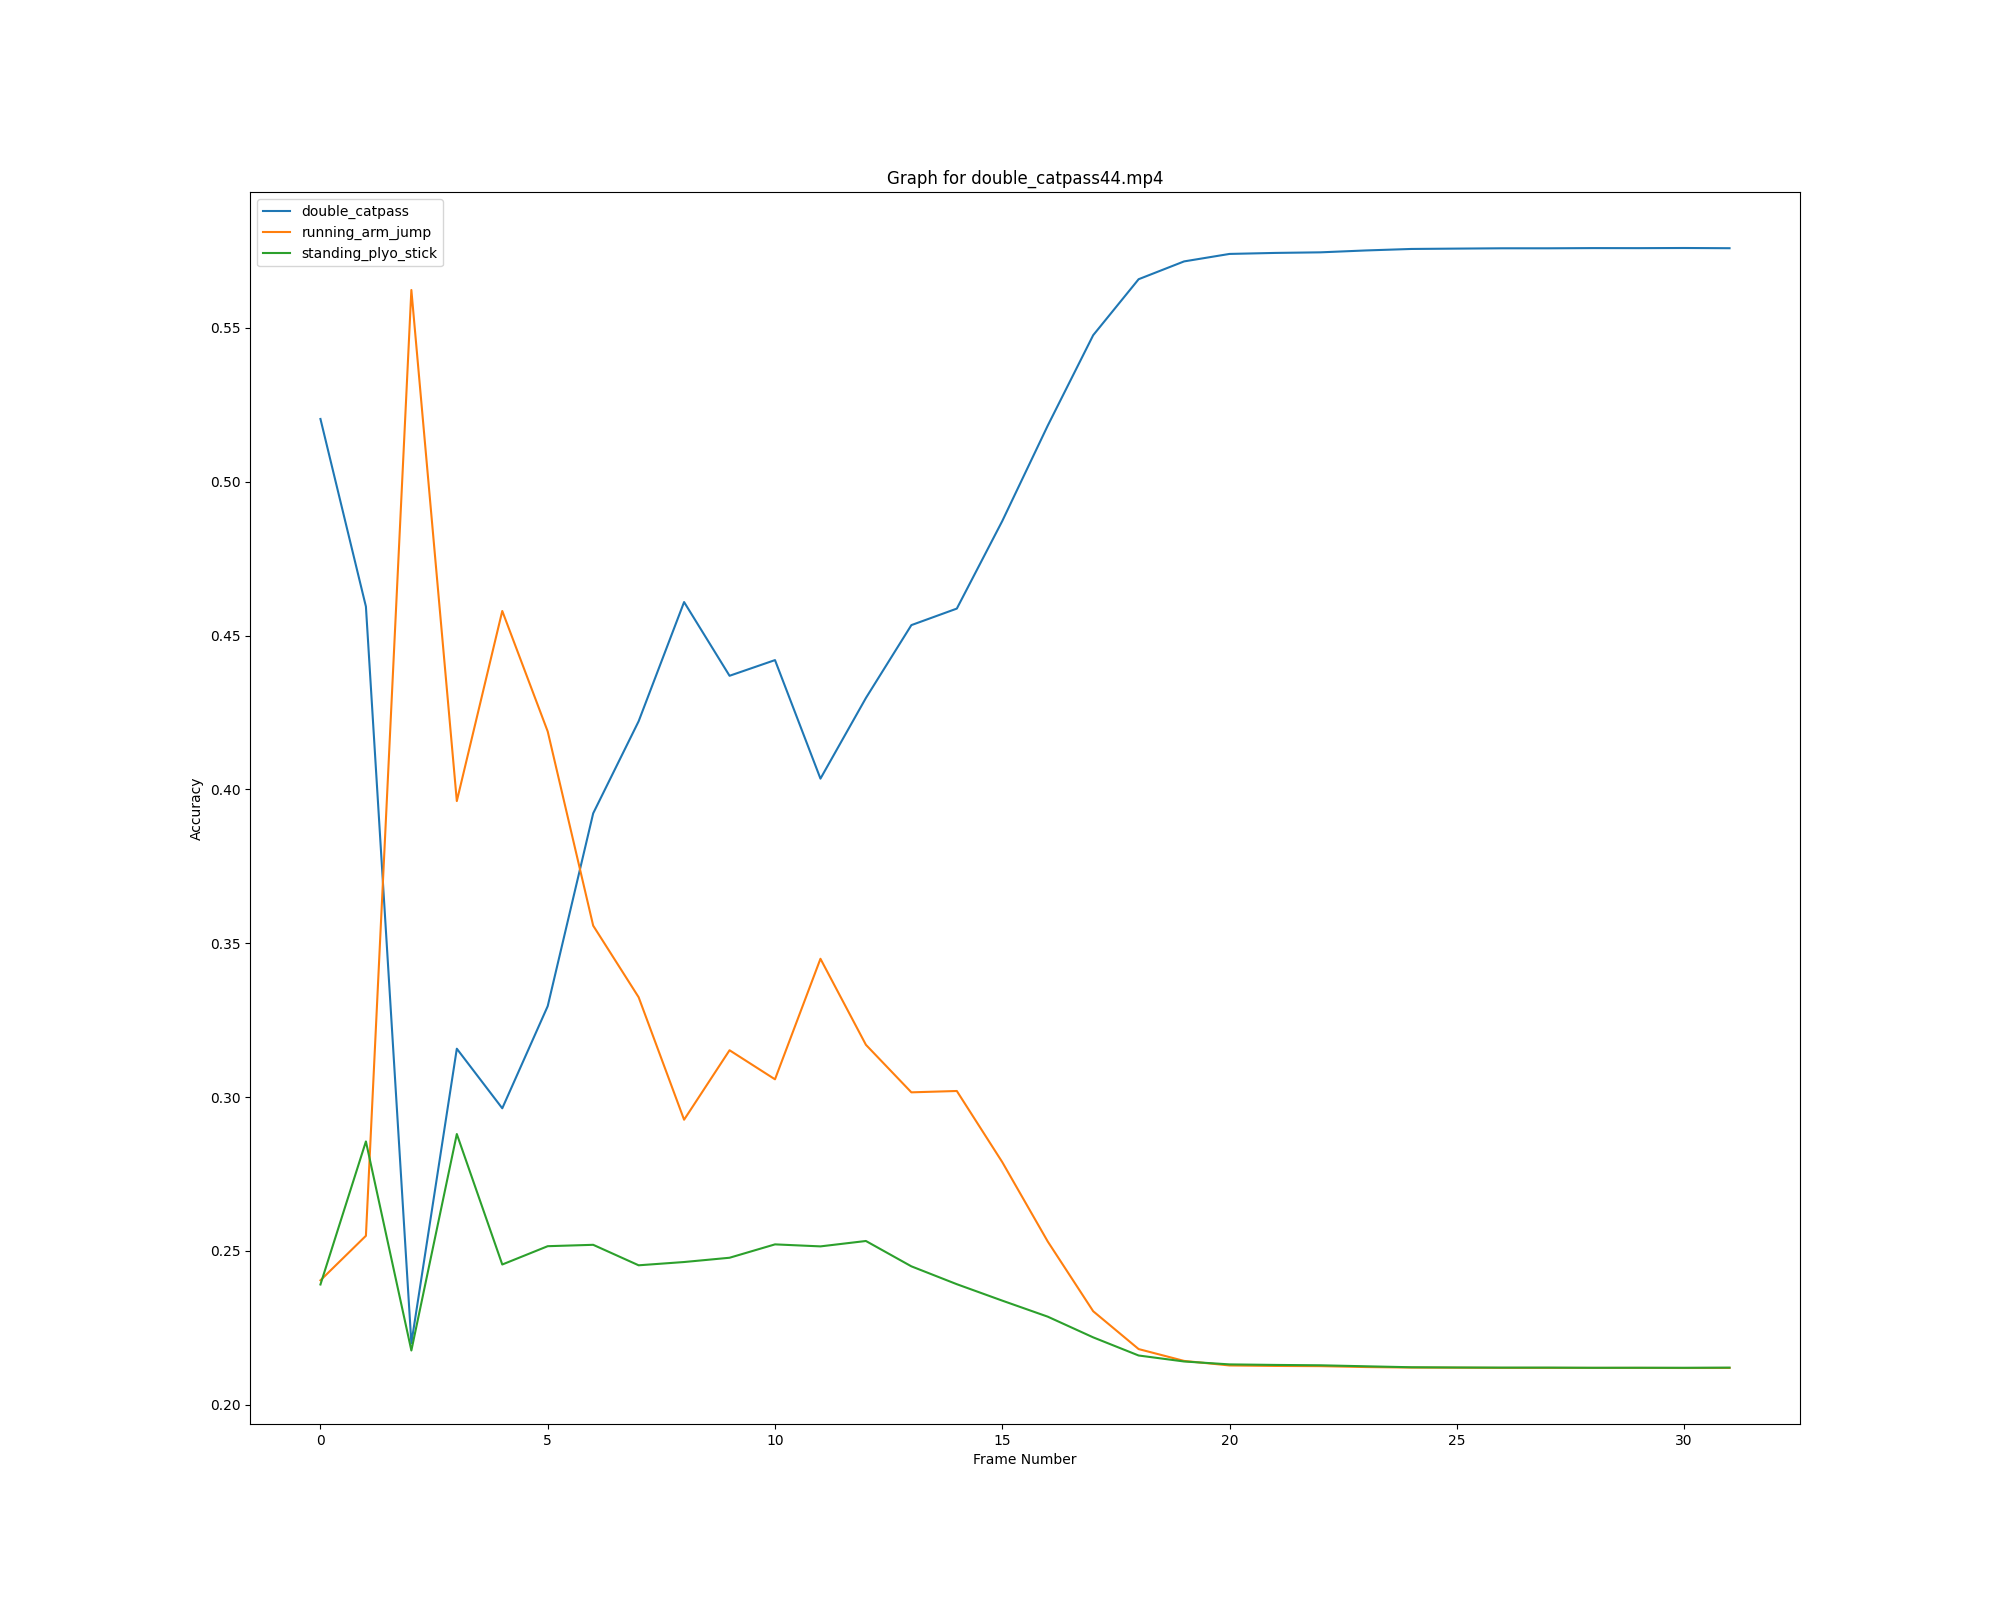 Graph for double_catpass44.mp4
double_catpass
running_arm_jump
standing_plyo_stick
0.55
0.50
0.45
0.40
0.35
0.30
0.25
0.20
Accuracy
0 5 10 15 20 25 30
Frame Number